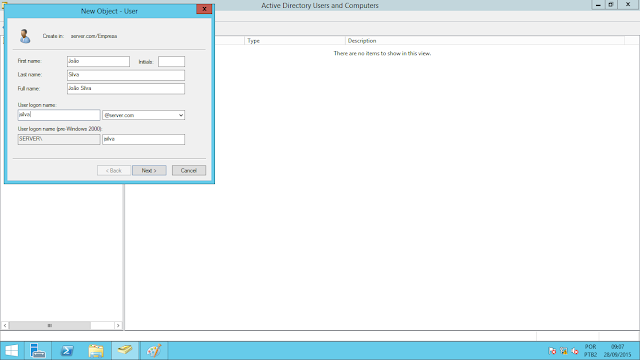 Active Directory Users and Computers
New Object - User
x
Create in: server.com/Empresa
First name: João Initials:
Last name: Silva
Full name: João Silva
User logon name:
jsilva @server.com
User logon name (pre-Windows 2000):
SERVER\ jsilva
< Back Next > Cancel
Type Description
There are no items to show in this view.
POR 09:07
PTB2 28/09/2015